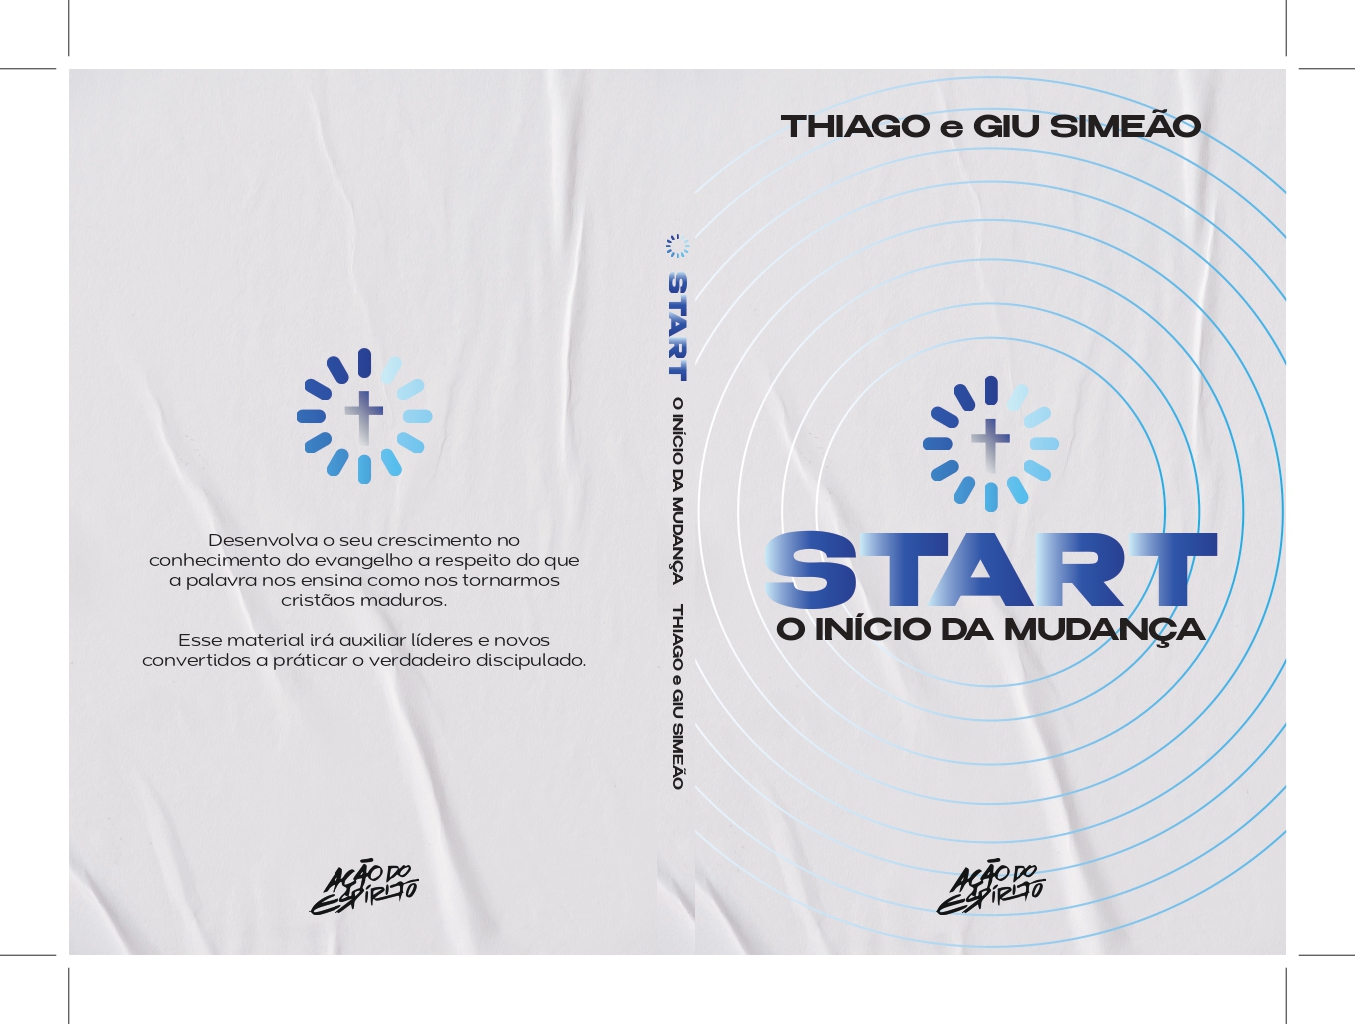 Desenvolva o seu crescimento no
conhecimento do evangelho a respeito do que
a palavra nos ensina como nos tornarmos
cristãos maduros.
Esse material irá auxiliar líderes e novos
convertidos a práticar o verdadeiro discipulado.
AÇÃO DO
ESPÍRITO
START O INÍCIO DA MUDANÇA THIAGO e GIU SIMEÃO
THIAGO e GIU SIMEÃO
START
O INÍCIO DA MUDANÇA
AÇÃO DO
ESPÍRITO